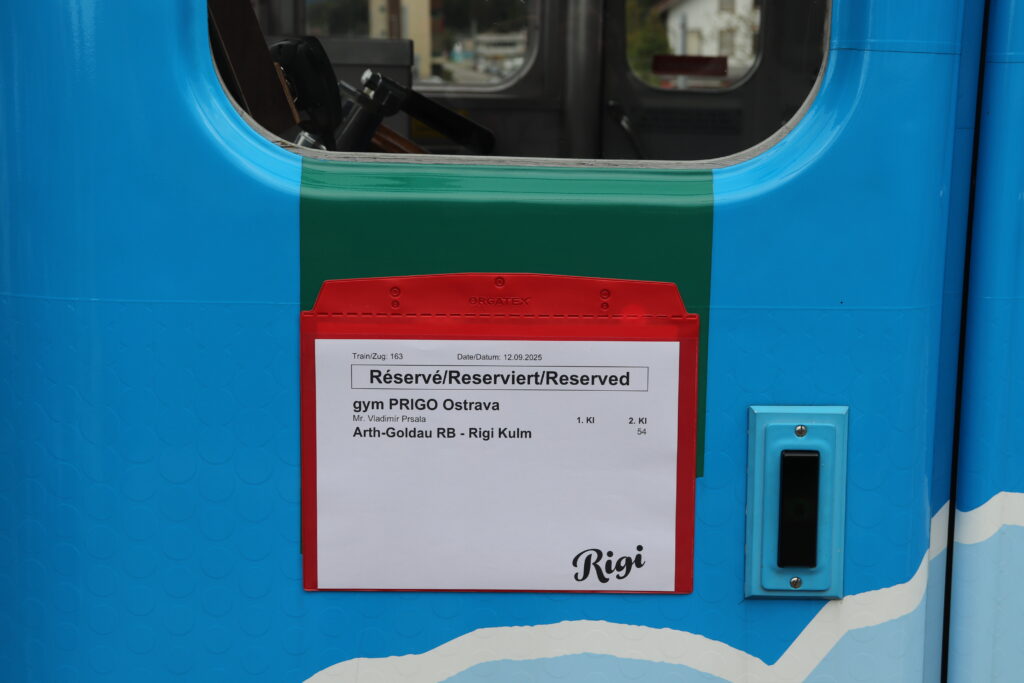 ORGATEX
Train/Zug: 163 Date/Datum: 12.09.2025
Réservé/Reserviert/Reserved
gym PRIGO Ostrava
Mr. Vladimír Prsala 1. Kl 2. Kl
Arth-Goldau RB - Rigi Kulm 54
Rigi